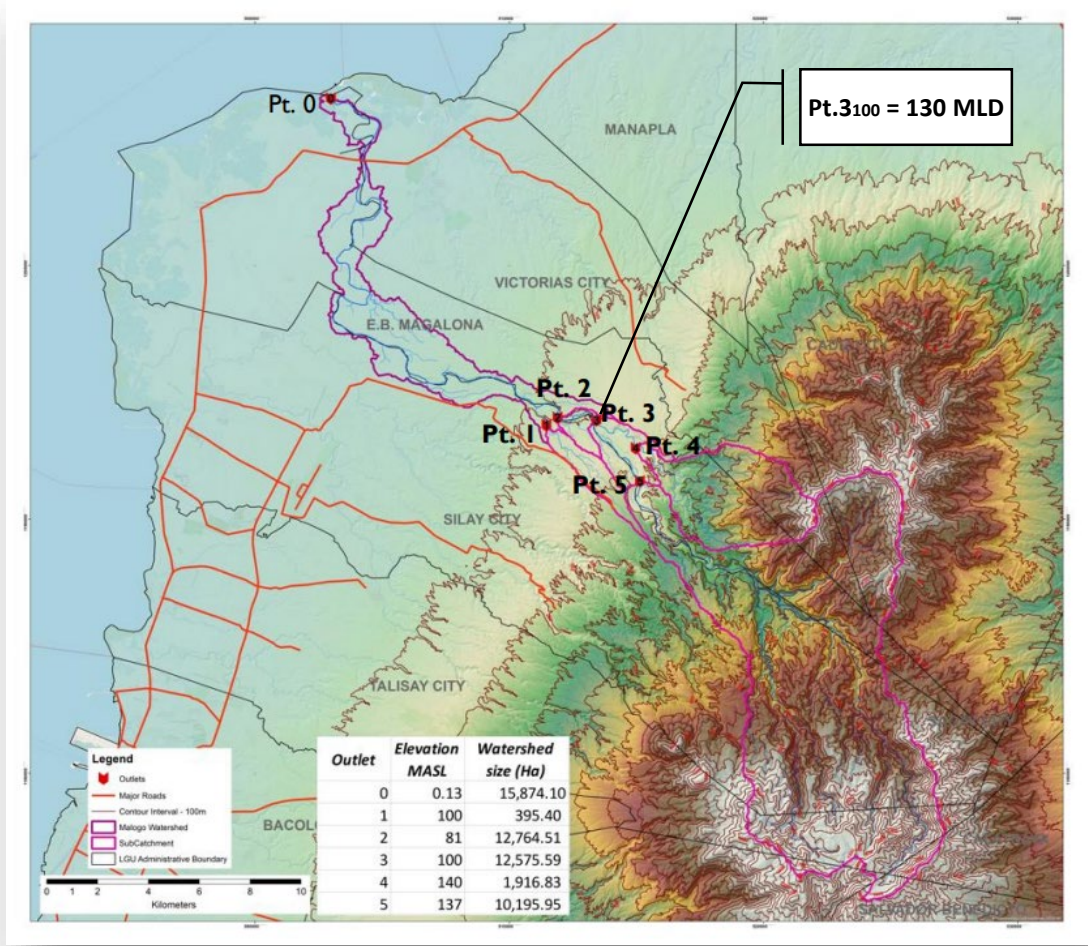 Pt. 0
Pt.3100 = 130 MLD
MANAPLA
VICTORIAS CITY
E.B. MAGALONA
Pt. 2
Pt. 3
Pt. 1
Pt. 4
Pt. 5
SILAY CITY
TALISAY CITY
Outlet Elevation MASL Watershed size (Ha)
0 0.13 15,874.10
1 100 395.40
2 81 12,764.51
3 100 12,575.59
4 140 1,916.83
5 137 10,195.95
Legend
Outlets
Major Roads
Contour Interval - 100m
Malogo Watershed
SubCatchment
LGU Administrative Boundary
0 1 2 4 6 8 10
Kilometers
BACOLO